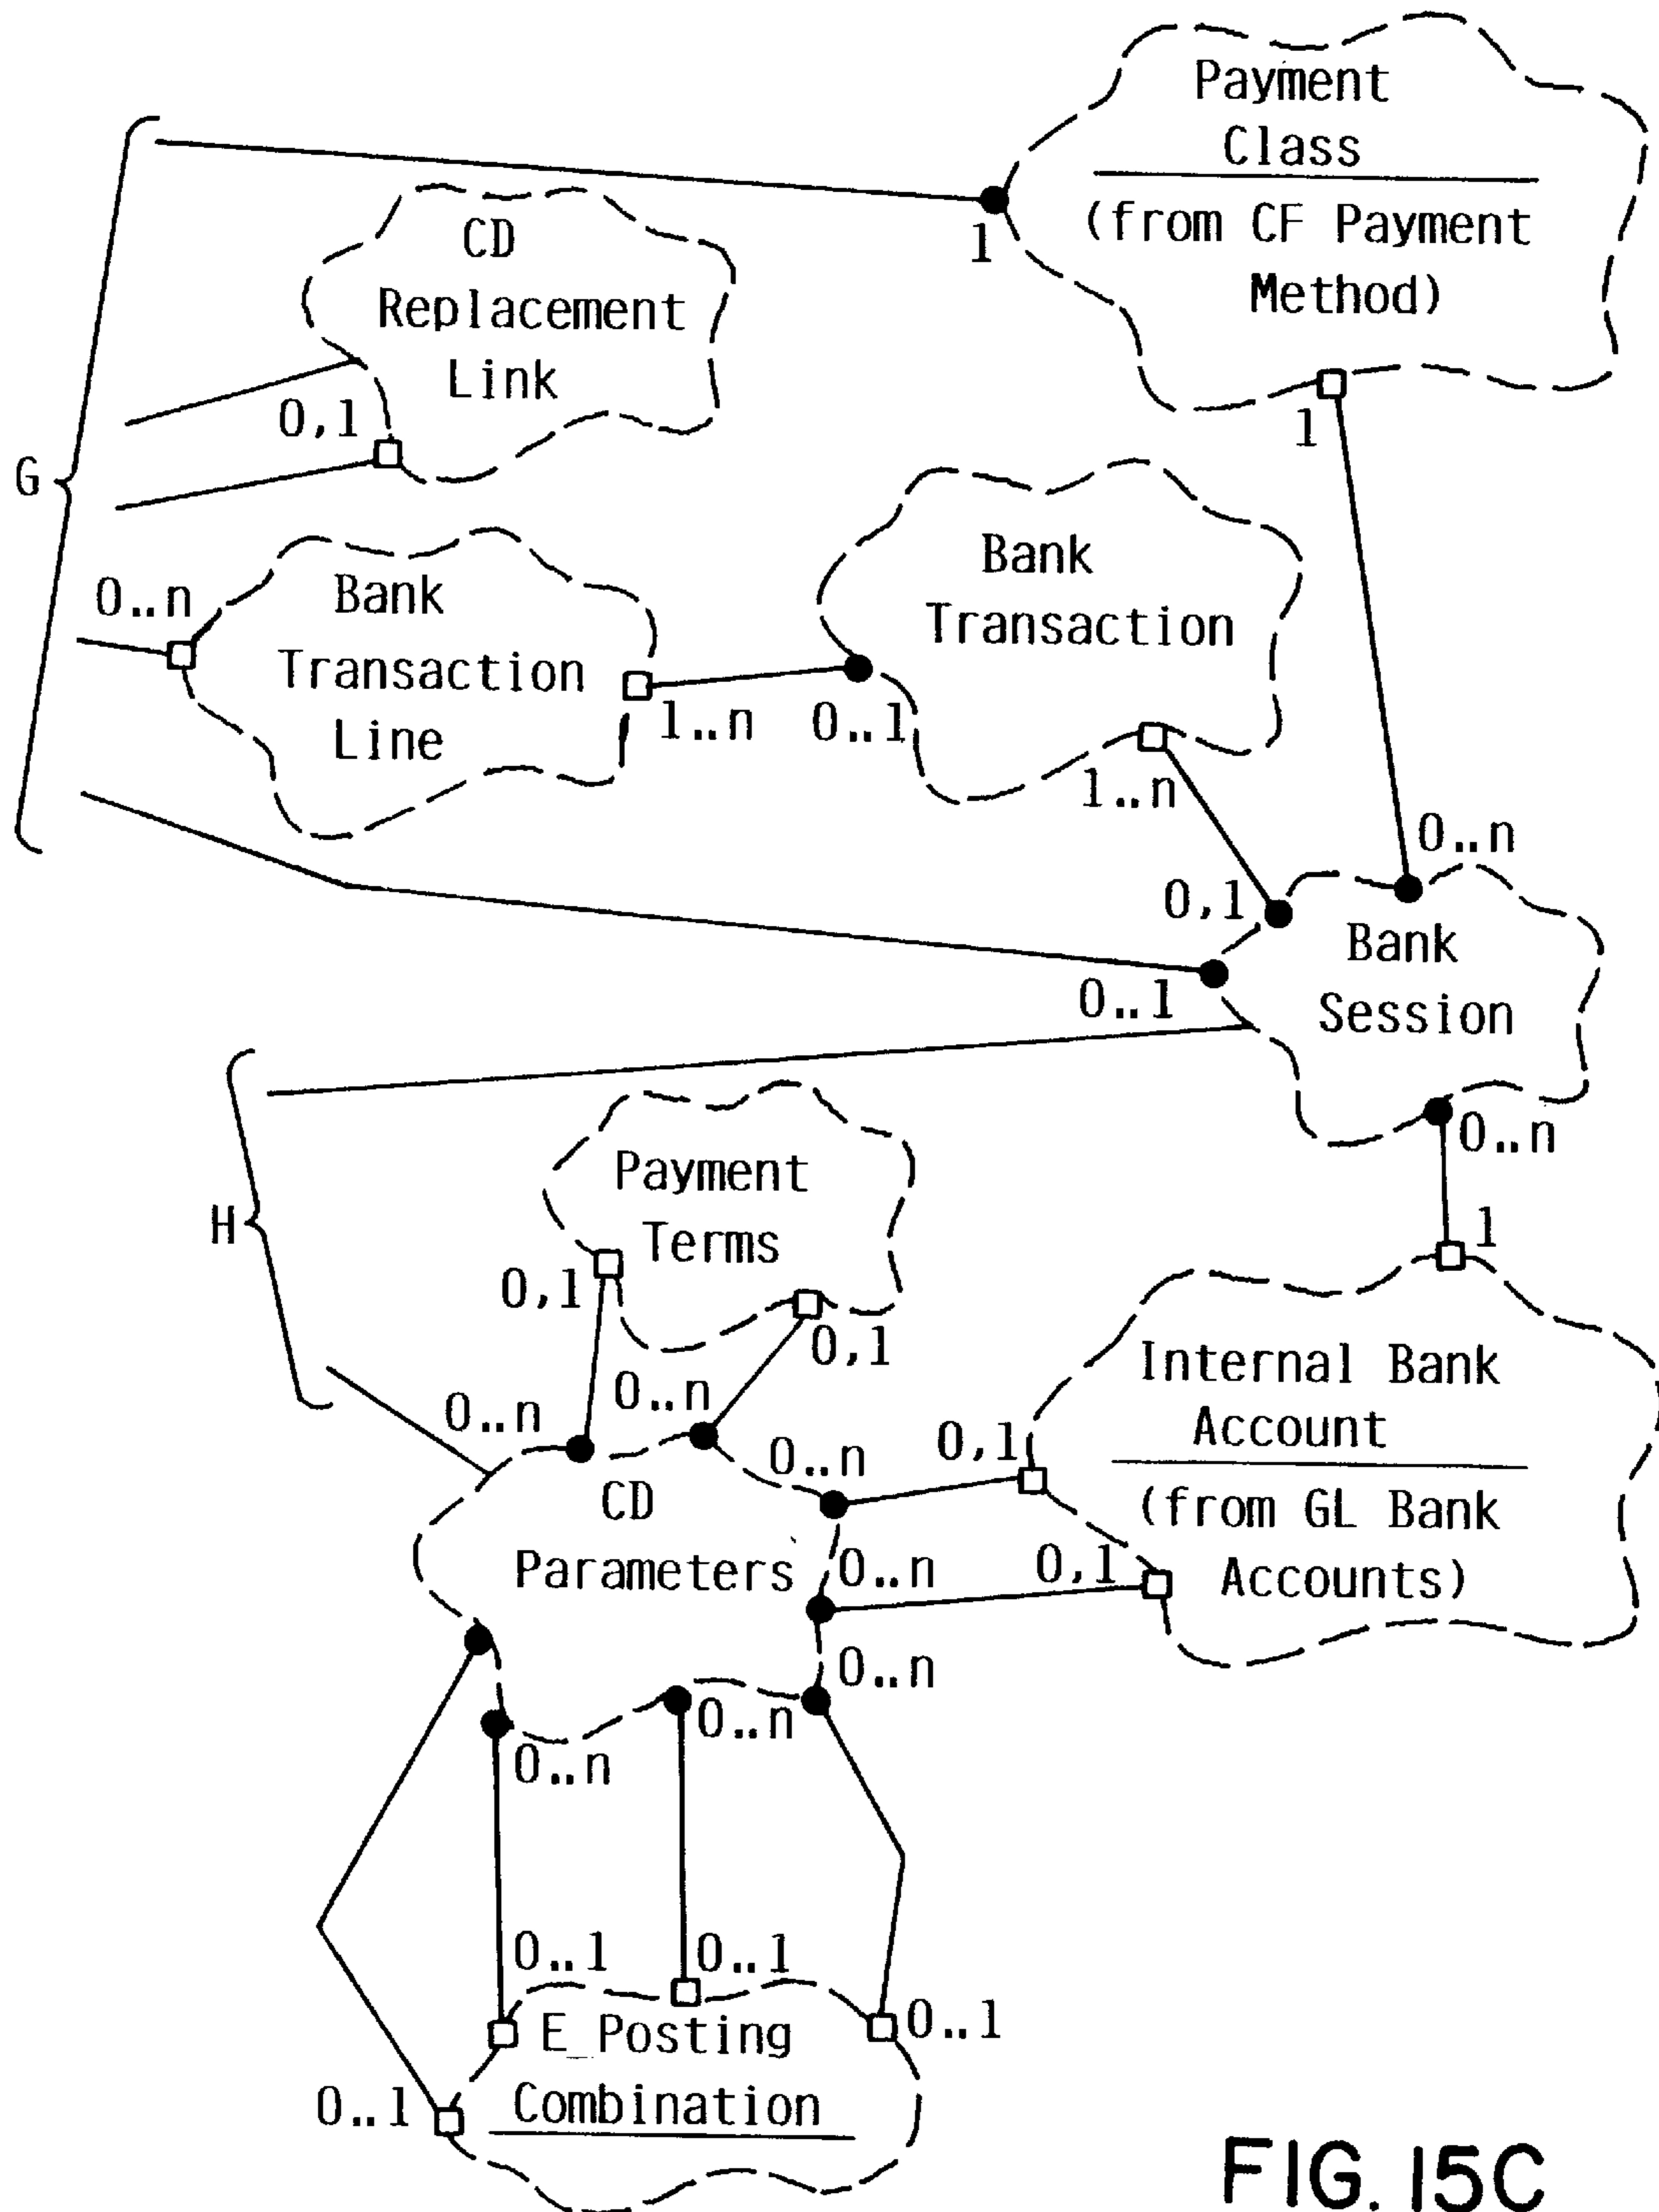 Payment
Class
(from CF Payment
Method)
1
1
CD
Replacement
Link
0,1
G
0..n
Bank
Transaction
Line
1..n
0..1
Bank
Transaction
1..n
0..n
0,1
Bank
Session
0..1
0..n
1
H
Payment
Terms
0,1
0,1
0..n
0..n
0..n
0,1
CD
Parameters
0..n
0,1
0..n
0..n
0..n
Internal Bank
Account
(from GL Bank
Accounts)
0..1
0..1
0..1
0..1
E_Posting
Combination
FIG. 15C